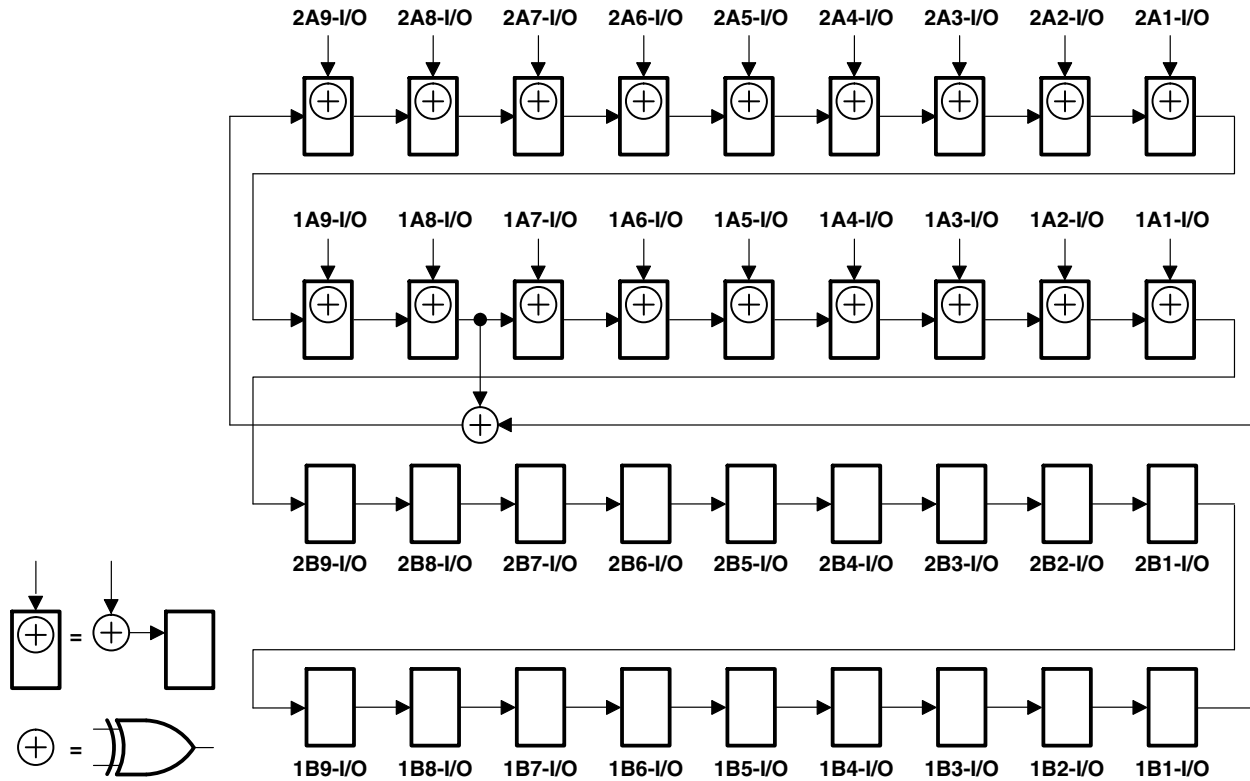 2A9-I/O 2A8-I/O 2A7-I/O 2A6-I/O 2A5-I/O 2A4-I/O 2A3-I/O 2A2-I/O 2A1-I/O
1A9-I/O 1A8-I/O 1A7-I/O 1A6-I/O 1A5-I/O 1A4-I/O 1A3-I/O 1A2-I/O 1A1-I/O
2B9-I/O 2B8-I/O 2B7-I/O 2B6-I/O 2B5-I/O 2B4-I/O 2B3-I/O 2B2-I/O 2B1-I/O
=
=
1B9-I/O 1B8-I/O 1B7-I/O 1B6-I/O 1B5-I/O 1B4-I/O 1B3-I/O 1B2-I/O 1B1-I/O